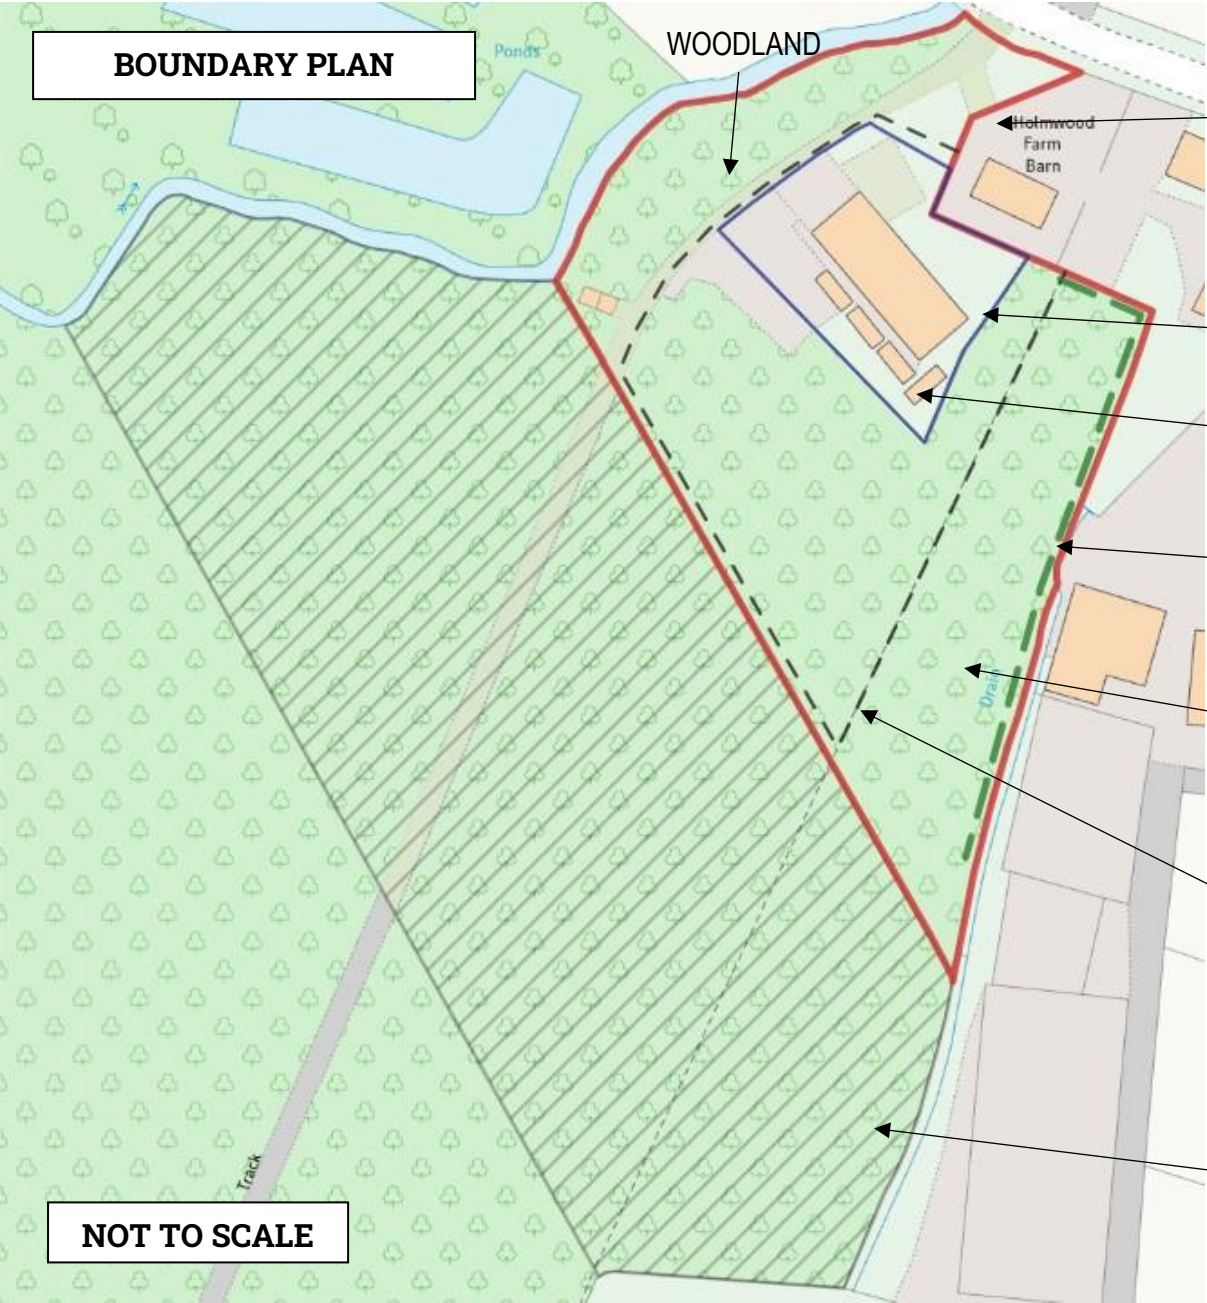 BOUNDARY PLAN
Ponds
WOODLAND
Holmwood
Farm
Barn
Drain
Track
NOT TO SCALE